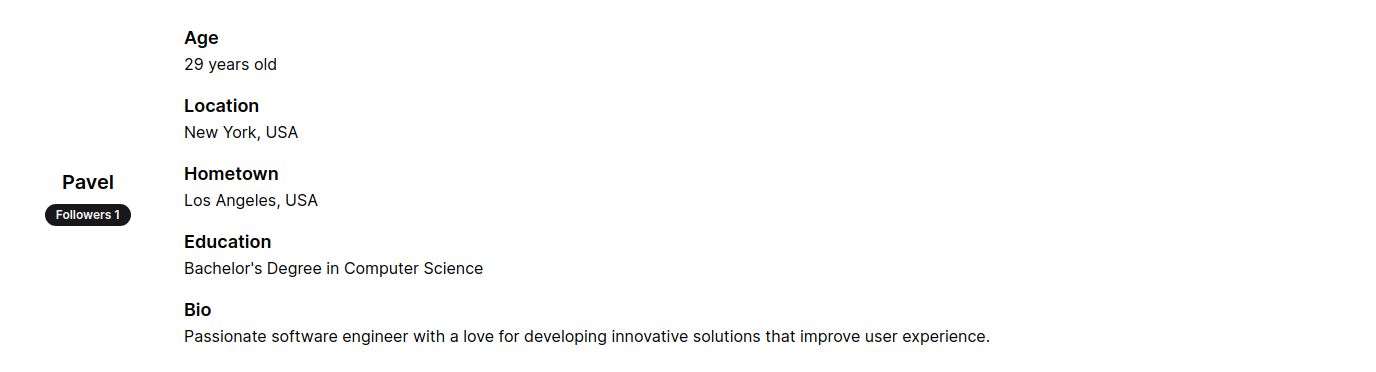 Pavel
Followers 1
Age
29 years old
Location
New York, USA
Hometown
Los Angeles, USA
Education
Bachelor's Degree in Computer Science
Bio
Passionate software engineer with a love for developing innovative solutions that improve user experience.